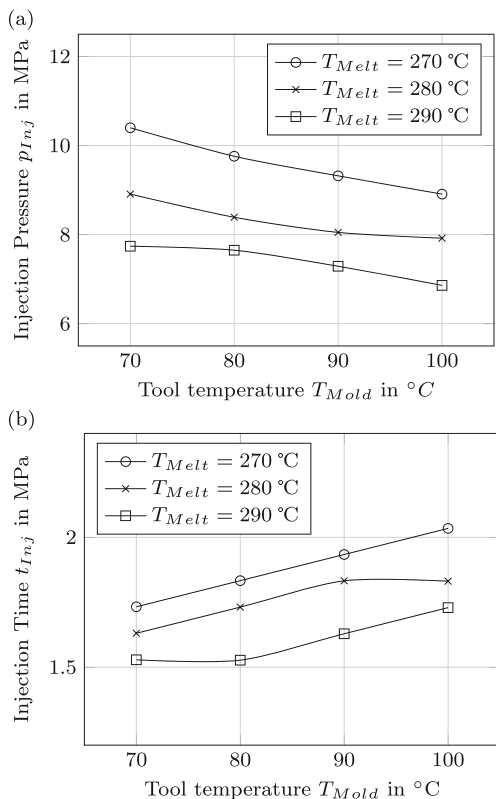 (a)
Injection Pressure p_Inj in MPa
12
10
8
6
T_Melt = 270 °C
T_Melt = 280 °C
T_Melt = 290 °C
70 80 90 100
Tool temperature T_Mold in °C
(b)
Injection Time t_Inj in MPa
2
1.5
T_Melt = 270 °C
T_Melt = 280 °C
T_Melt = 290 °C
70 80 90 100
Tool temperature T_Mold in °C